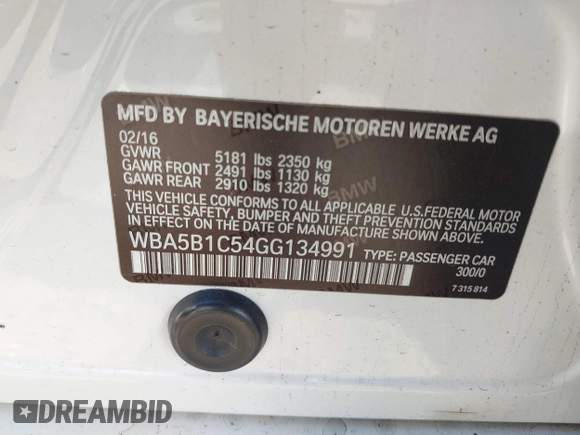 MFD BY BAYERISCHE MOTOREN WERKE AG
02/16
GVWR 5181 lbs 2350 kg
GAWR FRONT 2491 lbs 1130 kg
GAWR REAR 2910 lbs 1320 kg
THIS VEHICLE CONFORMS TO ALL APPLICABLE U.S.FEDERAL MOTOR
VEHICLE SAFETY, BUMPER AND THEFT PREVENTION STANDARDS
IN EFFECT ON THE DATE OF MANUFACTURE SHOWN ABOVE.
WBA5B1C54GG134991 TYPE: PASSENGER CAR
300/0
7 315 814
DREAMBID